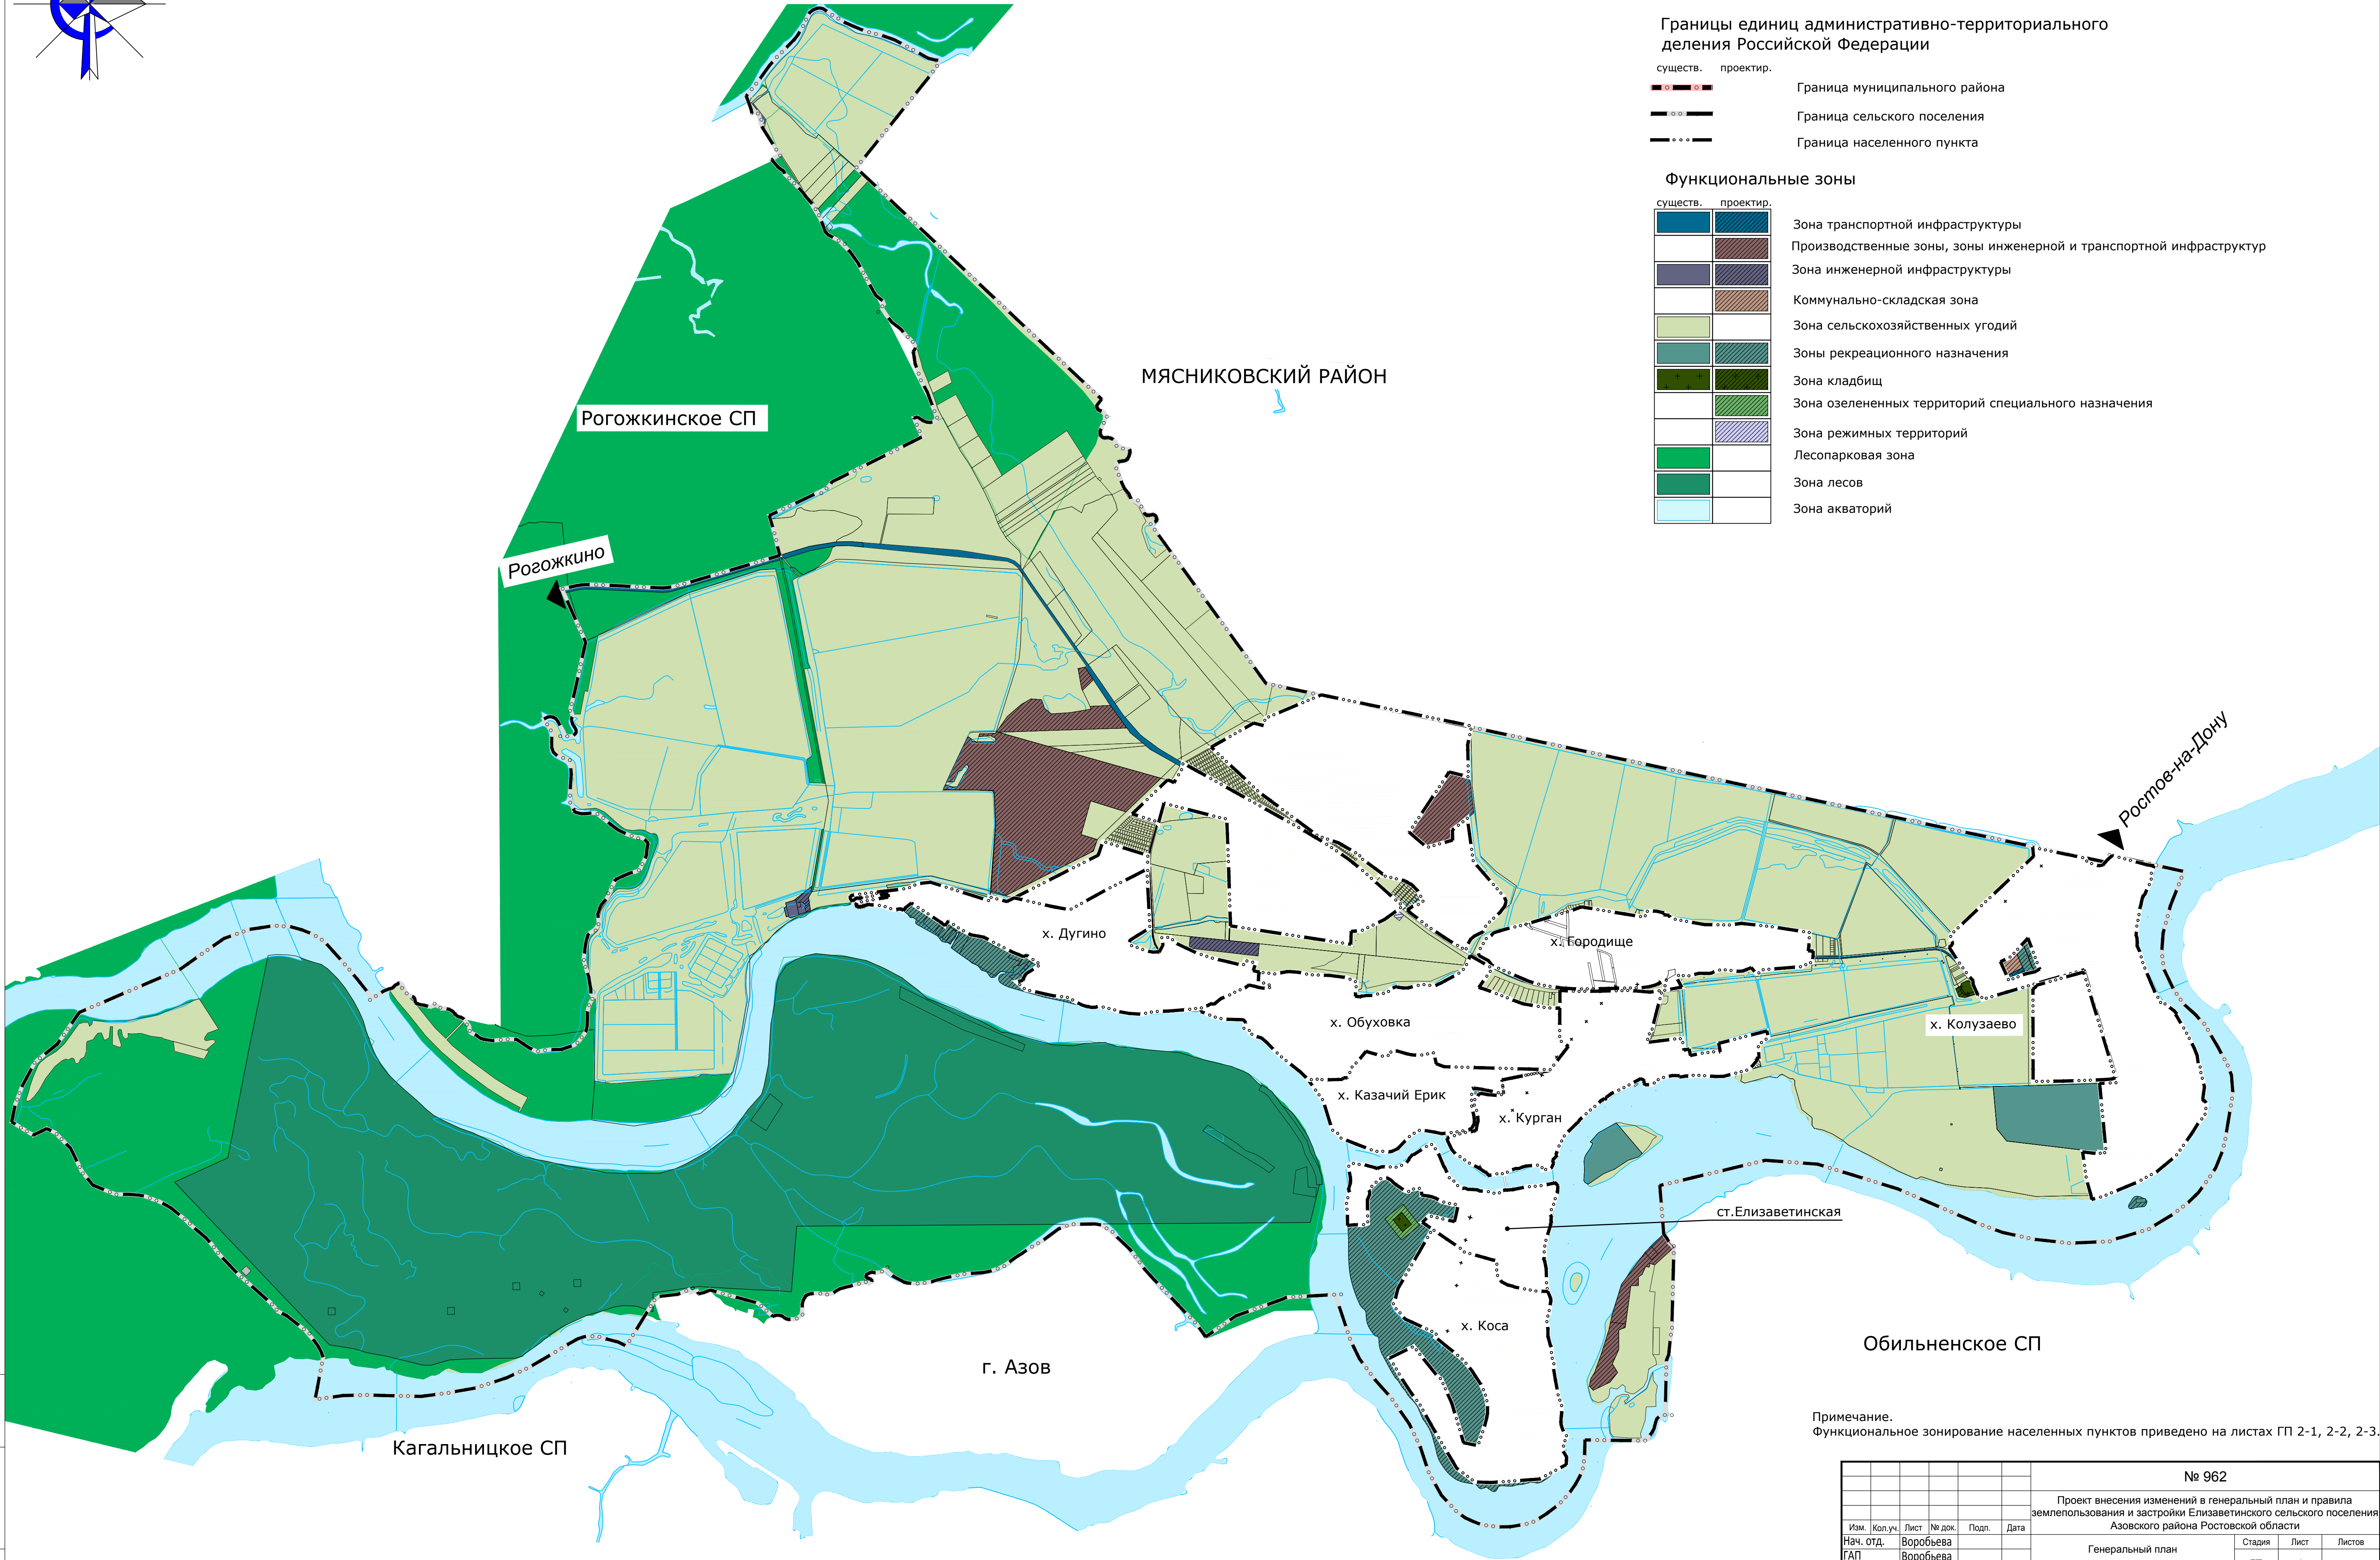 Границы единиц административно-территориального
деления Российской Федерации
существ. проектир.
Граница муниципального района
Граница сельского поселения
Граница населенного пункта
Функциональные зоны
существ. проектир.
Зона транспортной инфраструктуры
Производственные зоны, зоны инженерной и транспортной инфраструктур
Зона инженерной инфраструктуры
Коммунально-складская зона
Зона сельскохозяйственных угодий
Зоны рекреационного назначения
Зона кладбищ
Зона озелененных территорий специального назначения
Зона режимных территорий
Лесопарковая зона
Зона лесов
Зона акваторий
МЯСНИКОВСКИЙ РАЙОН
Рогожкинское СП
Рогожкино
Ростов-на-Дону
х. Дугино
х. Городище
х. Обуховка
х. Колузаево
х. Казачий Ерик
х. Курган
ст.Елизаветинская
х. Коса
Обильненское СП
г. Азов
Кагальницкое СП
Примечание.
Функциональное зонирование населенных пунктов приведено на листах ГП 2-1, 2-2, 2-3.
№ 962
Проект внесения изменений в генеральный план и правила
землепользования и застройки Елизаветинского сельского поселения
Азовского района Ростовской области
Изм. Кол.уч. Лист № док. Подп. Дата
Нач. отд. Воробьева
Генеральный план
Стадия Лист Листов
ГАП Воробьева